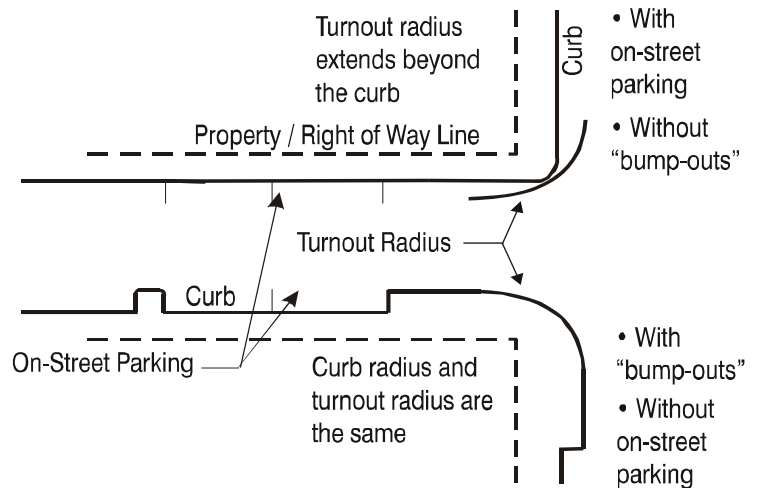 Turnout radius
extends beyond
the curb
Property / Right of Way Line
Curb
• With
on-street
parking
• Without
“bump-outs”
Turnout Radius
Curb
On-Street Parking
Curb radius and
turnout radius are
the same
• With
“bump-outs”
• Without
on-street
parking